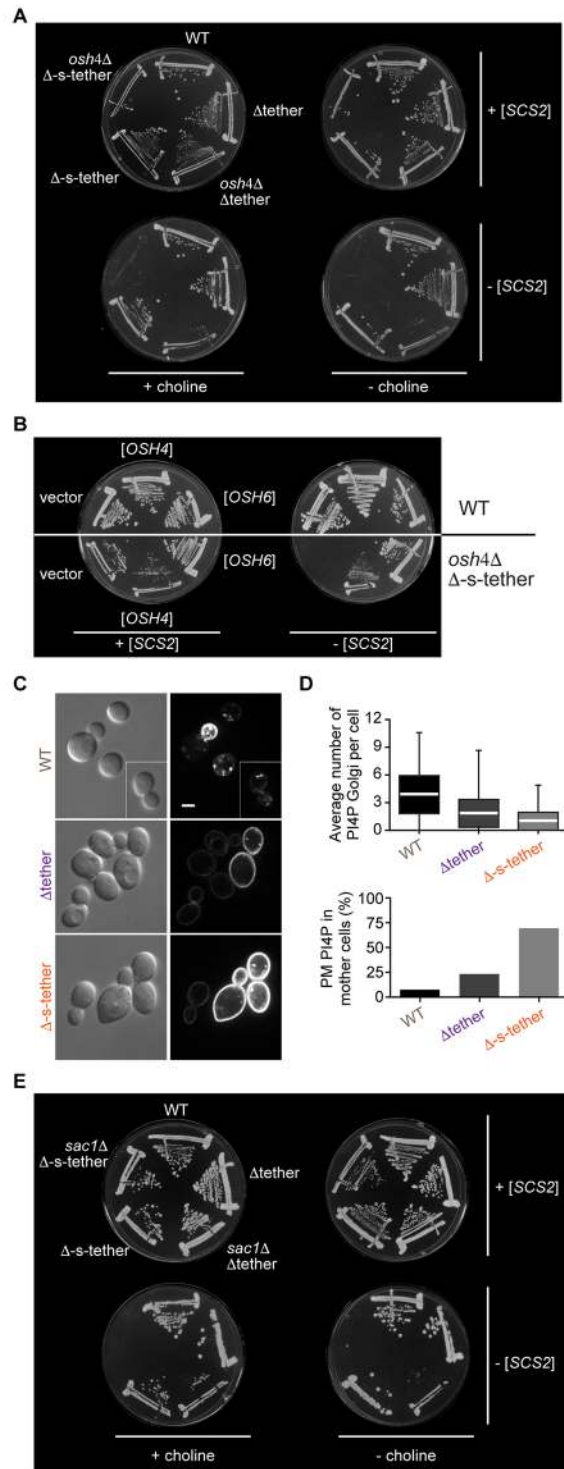 A
WT
osh4Δ
Δ-s-tether
Δtether
Δ-s-tether
osh4Δ
Δtether
+ [SCS2]
- [SCS2]
+ choline
- choline
B
[OSH4]
vector
[OSH6]
WT
vector
[OSH6]
osh4Δ
Δ-s-tether
[OSH4]
+ [SCS2]
- [SCS2]
C
WT
Δtether
Δ-s-tether
D
Average number of
PI4P Golgi per cell
12
9
6
3
0
WT
Δtether
Δ-s-tether
PM PI4P in
mother cells (%)
100
75
50
25
0
WT
Δtether
Δ-s-tether
E
WT
sac1Δ
Δ-s-tether
Δtether
Δ-s-tether
sac1Δ
Δtether
+ [SCS2]
- [SCS2]
+ choline
- choline